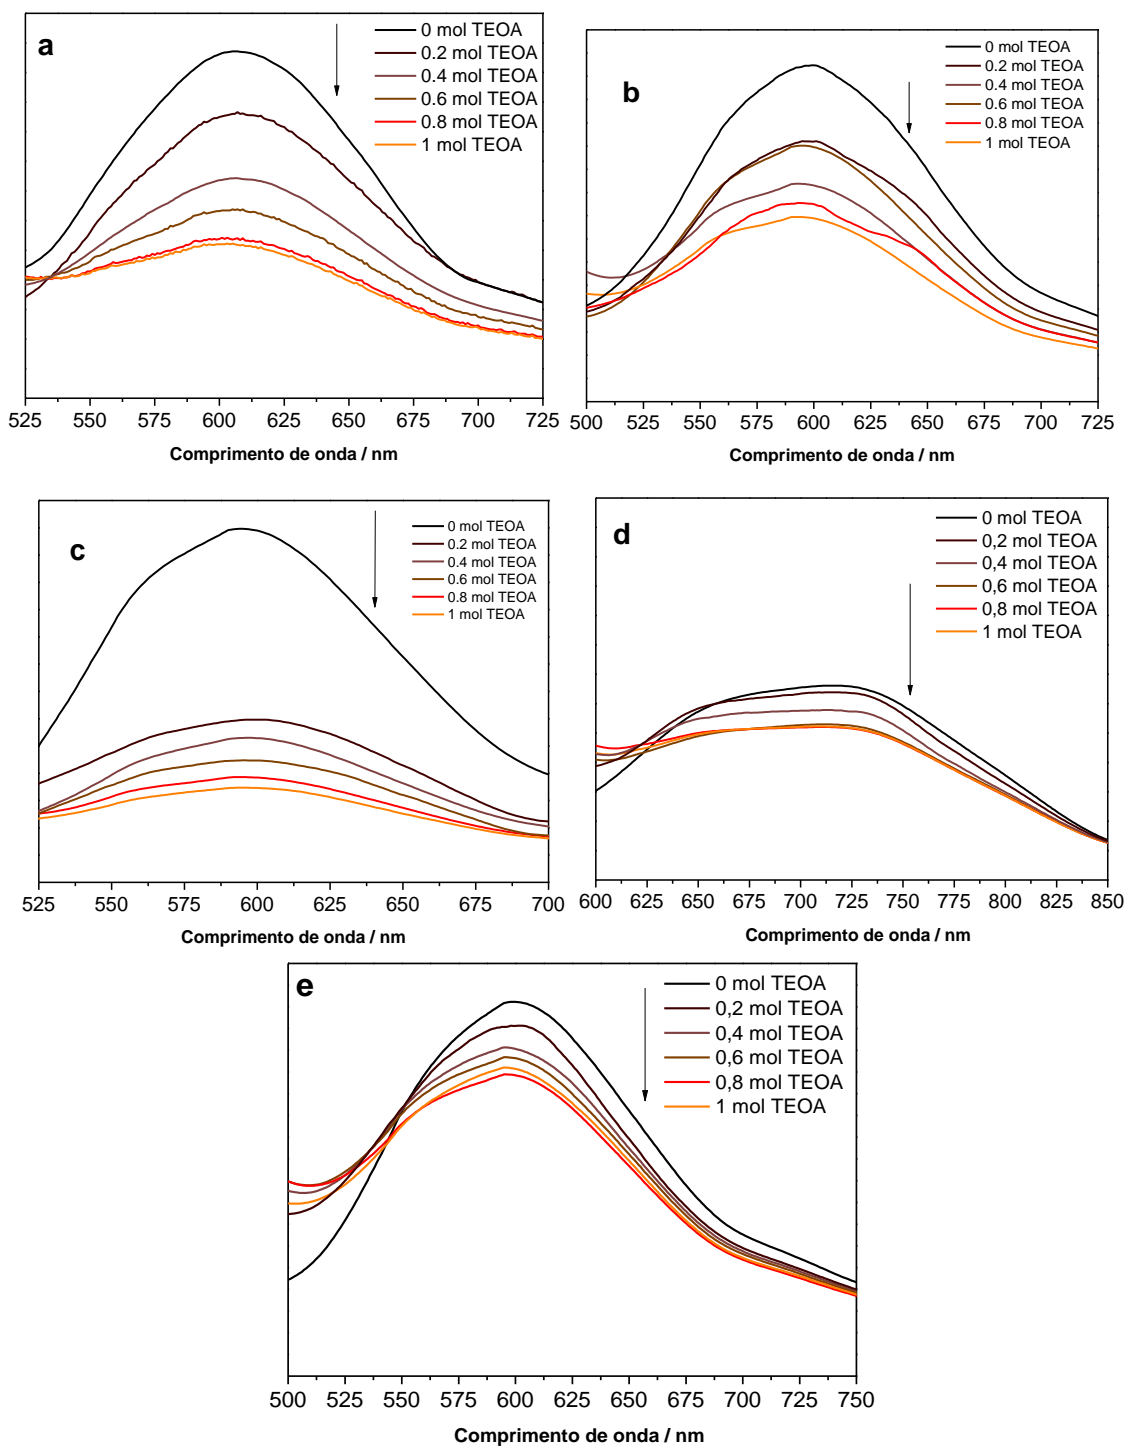 a
0 mol TEOA
0.2 mol TEOA
0.4 mol TEOA
0.6 mol TEOA
0.8 mol TEOA
1 mol TEOA
525 550 575 600 625 650 675 700 725
Comprimento de onda / nm
b
0 mol TEOA
0.2 mol TEOA
0.4 mol TEOA
0.6 mol TEOA
0.8 mol TEOA
1 mol TEOA
500 525 550 575 600 625 650 675 700 725
Comprimento de onda / nm
c
0 mol TEOA
0.2 mol TEOA
0.4 mol TEOA
0.6 mol TEOA
0.8 mol TEOA
1 mol TEOA
525 550 575 600 625 650 675 700
Comprimento de onda / nm
d
0 mol TEOA
0,2 mol TEOA
0,4 mol TEOA
0,6 mol TEOA
0,8 mol TEOA
1 mol TEOA
600 625 650 675 700 725 750 775 800 825 850
Comprimento de onda / nm
e
0 mol TEOA
0,2 mol TEOA
0,4 mol TEOA
0,6 mol TEOA
0,8 mol TEOA
1 mol TEOA
500 525 550 575 600 625 650 675 700 725 750
Comprimento de onda / nm